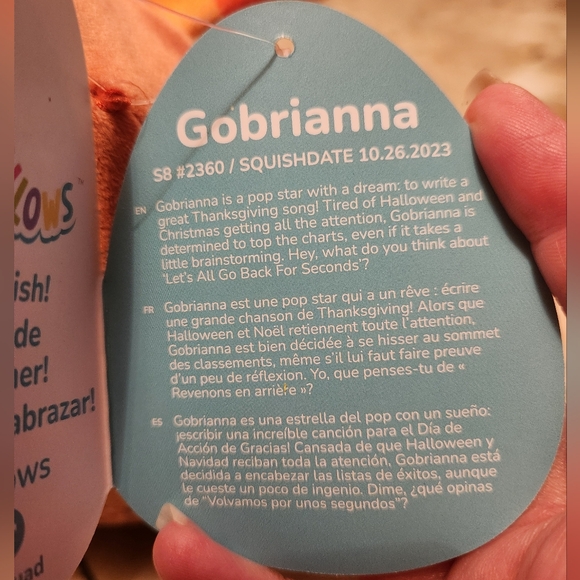 Gobrianna
S8 #2360 / SQUISHDATE 10.26.2023
EN Gobrianna is a pop star with a dream: to write a
great Thanksgiving song! Tired of Halloween and
Christmas getting all the attention, Gobrianna is
determined to top the charts, even if it takes a
little brainstorming. Hey, what do you think about
'Let's All Go Back For Seconds'?
FR Gobrianna est une pop star qui a un rêve : écrire
une grande chanson de Thanksgiving! Alors que
Halloween et Noël retiennent toute l'attention,
Gobrianna est bien décidée à se hisser au sommet
des classements, même s'il lui faut faire preuve
d'un peu de réflexion. Yo, que penses-tu de «
Revenons en arrière »?
ES Gobrianna es una estrella del pop con un sueño:
¡escribir una increíble canción para el Día de
Acción de Gracias! Cansada de que Halloween y
Navidad reciban toda la atención, Gobrianna está
decidida a encabezar las listas de éxitos, aunque
le cueste un poco de ingenio. Dime, ¿qué opinas
de "Volvamos por unos segundos"?
ows
ish!
de
er!
abrazar!
ows
ad